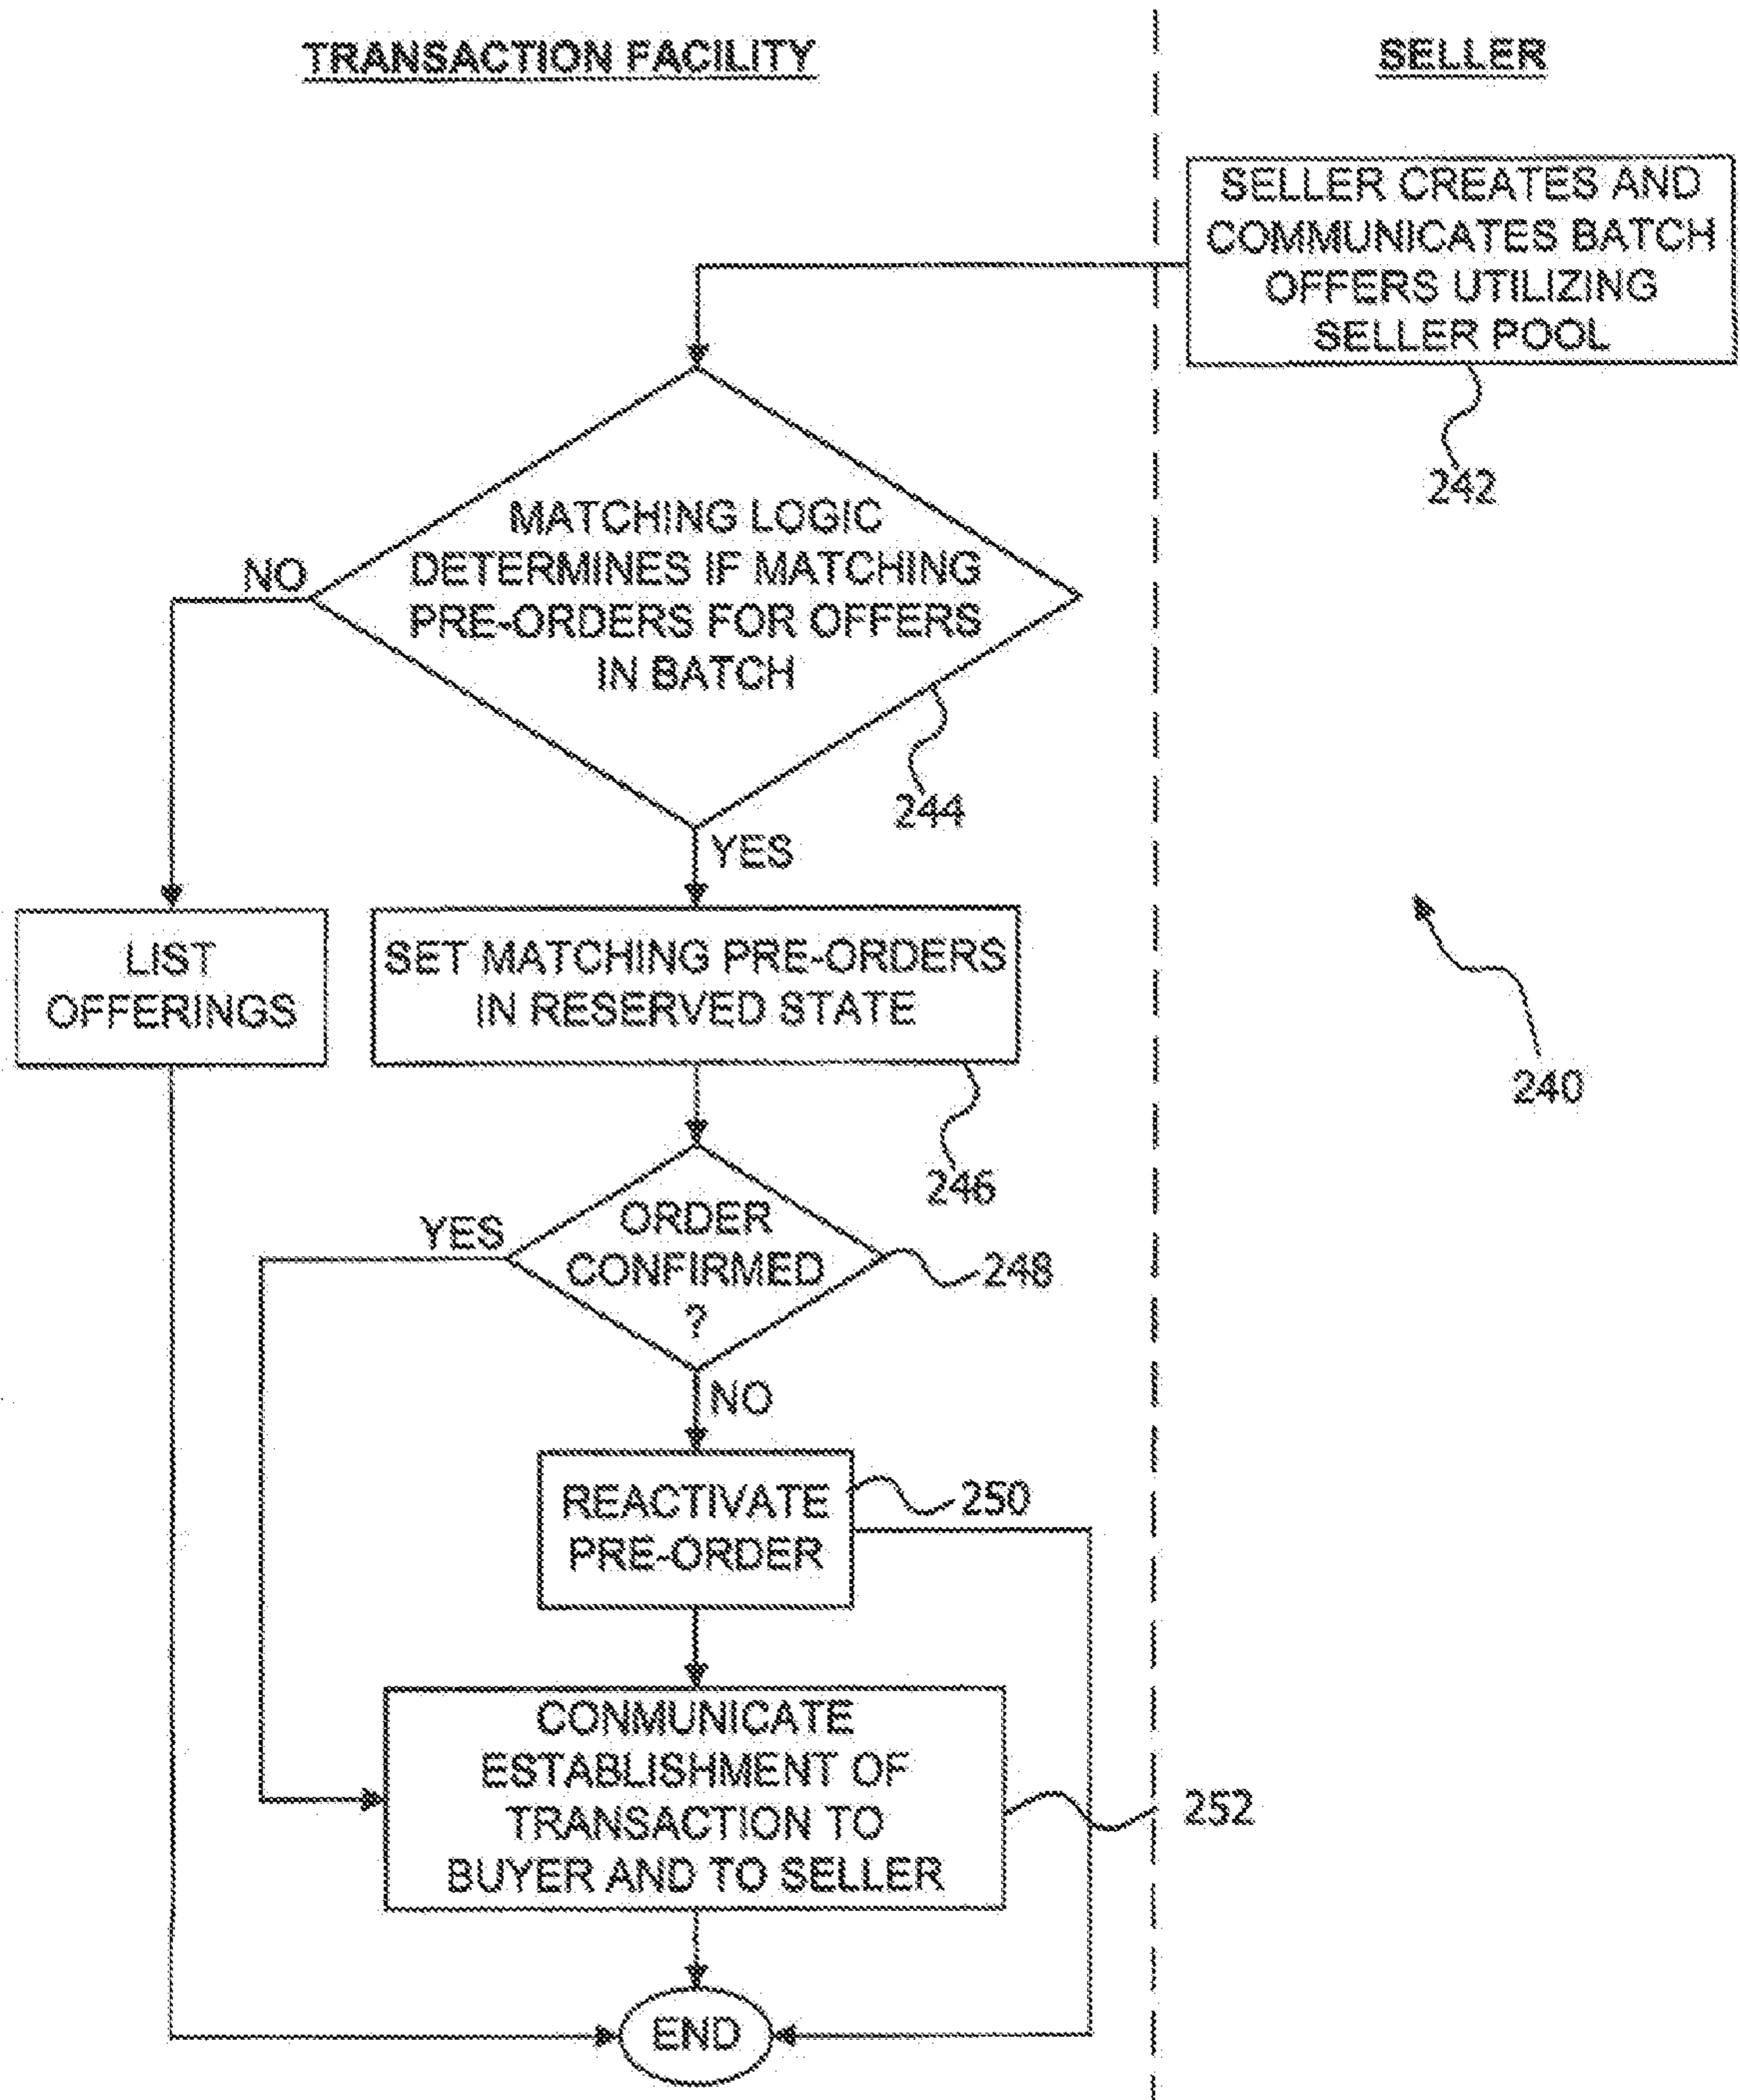 TRANSACTION FACILITY
SELLER
SELLER CREATES AND
COMMUNICATES BATCH
OFFERS UTILIZING
SELLER POOL
242
MATCHING LOGIC
DETERMINES IF MATCHING
PRE-ORDERS FOR OFFERS
IN BATCH
NO
244
YES
LIST
OFFERINGS
SET MATCHING PRE-ORDERS
IN RESERVED STATE
240
246
YES
ORDER
CONFIRMED
?
248
NO
REACTIVATE
PRE-ORDER
250
CONMUNICATE
ESTABLISHMENT OF
TRANSACTION TO
BUYER AND TO SELLER
252
END